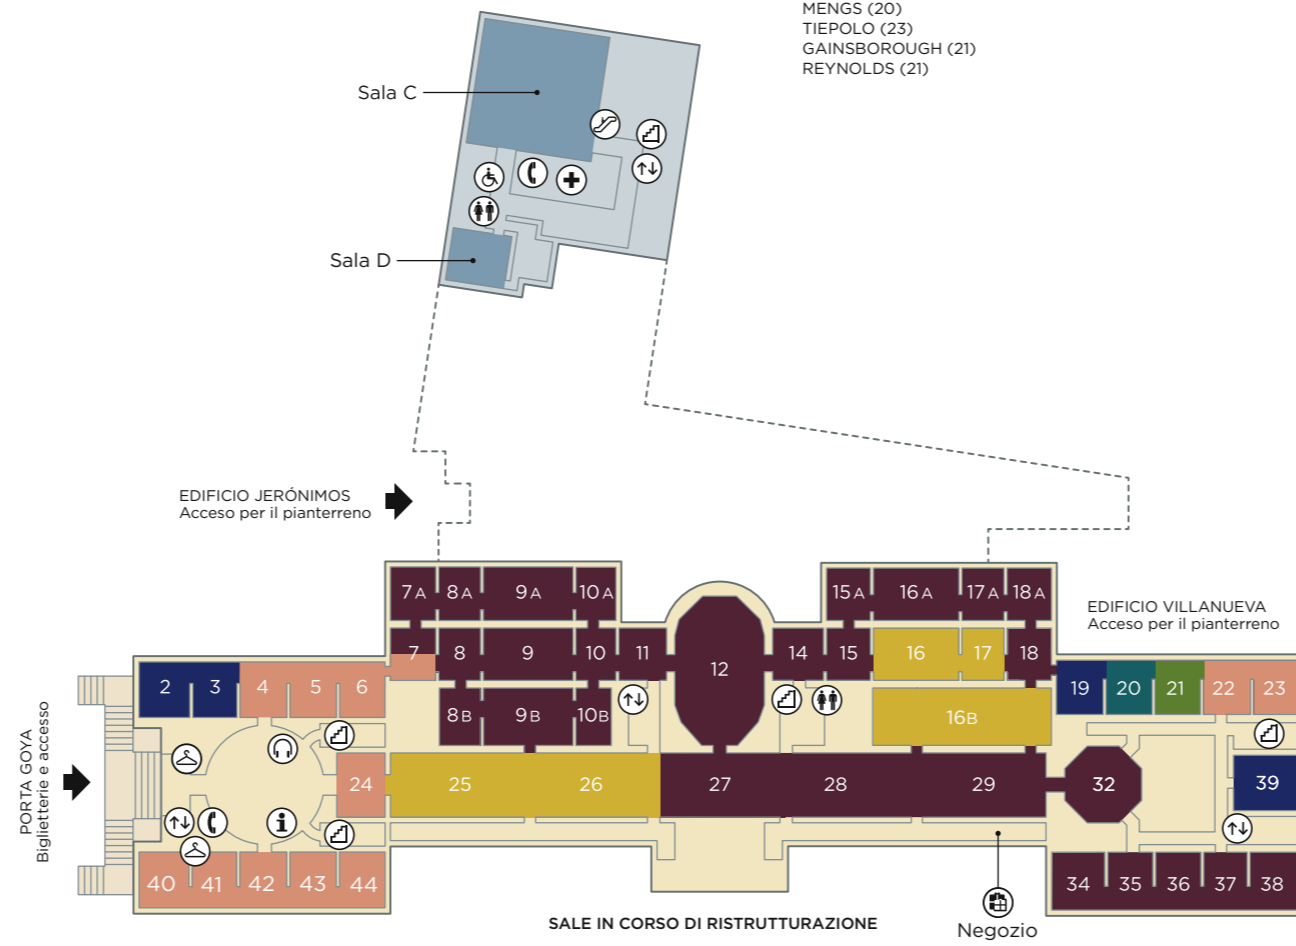 MENGS (20)
TIEPOLO (23)
GAINSBOROUGH (21)
REYNOLDS (21)
Sala C
Sala D
EDIFICIO JERÓNIMOS
Acceso per il pianterreno
EDIFICIO VILLANUEVA
Acceso per il pianterreno
PORTA GOYA
Biglietterie e accesso
7A 8A 9A 10A 15A 16A 17A 18A
7 8 9 10 11 12 14 15 16 17 18
2 3 4 5 6 19 20 21 22 23
8B 9B 10B 16B
24 25 26 27 28 29 32 39
40 41 42 43 44 34 35 36 37 38
SALE IN CORSO DI RISTRUTTURAZIONE
Negozio